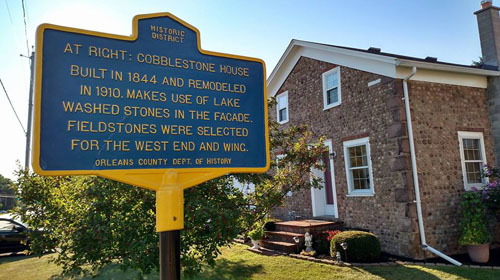 HISTORIC
DISTRICT
AT RIGHT: COBBLESTONE HOUSE
BUILT IN 1844 AND REMODELED
IN 1910. MAKES USE OF LAKE
WASHED STONES IN THE FACADE.
FIELDSTONES WERE SELECTED
FOR THE WEST END AND WING.
ORLEANS COUNTY DEPT. OF HISTORY